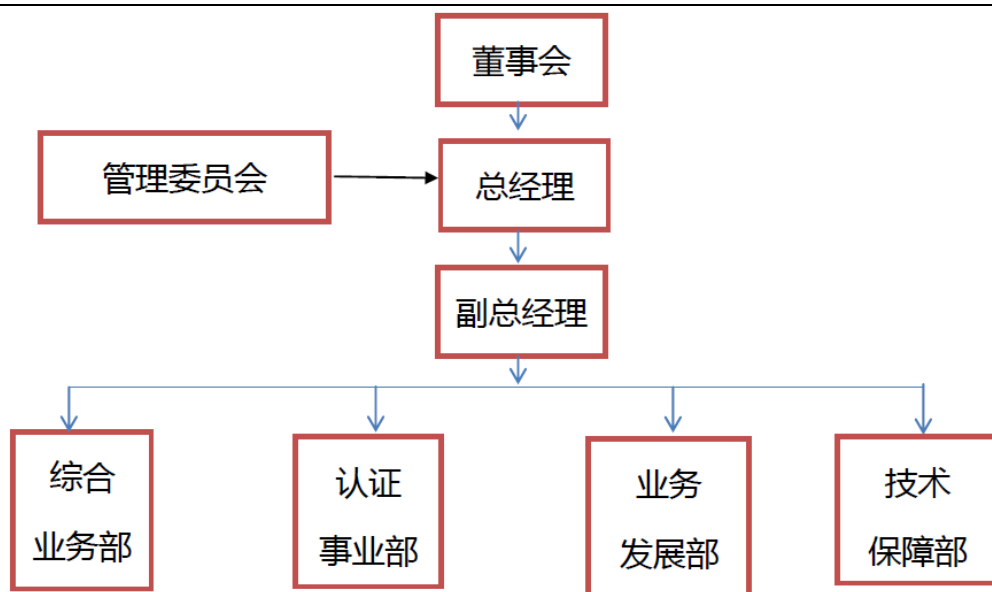 董事会
管理委员会
总经理
副总经理
综合
业务部
认证
事业部
业务
发展部
技术
保障部